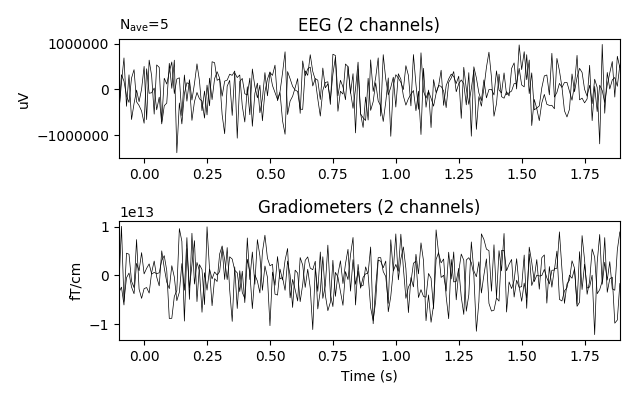 N_ave=5
EEG (2 channels)
1000000
0
−1000000
uV
0.00 0.25 0.50 0.75 1.00 1.25 1.50 1.75
1e13
Gradiometers (2 channels)
1
0
−1
fT/cm
0.00 0.25 0.50 0.75 1.00 1.25 1.50 1.75
Time (s)